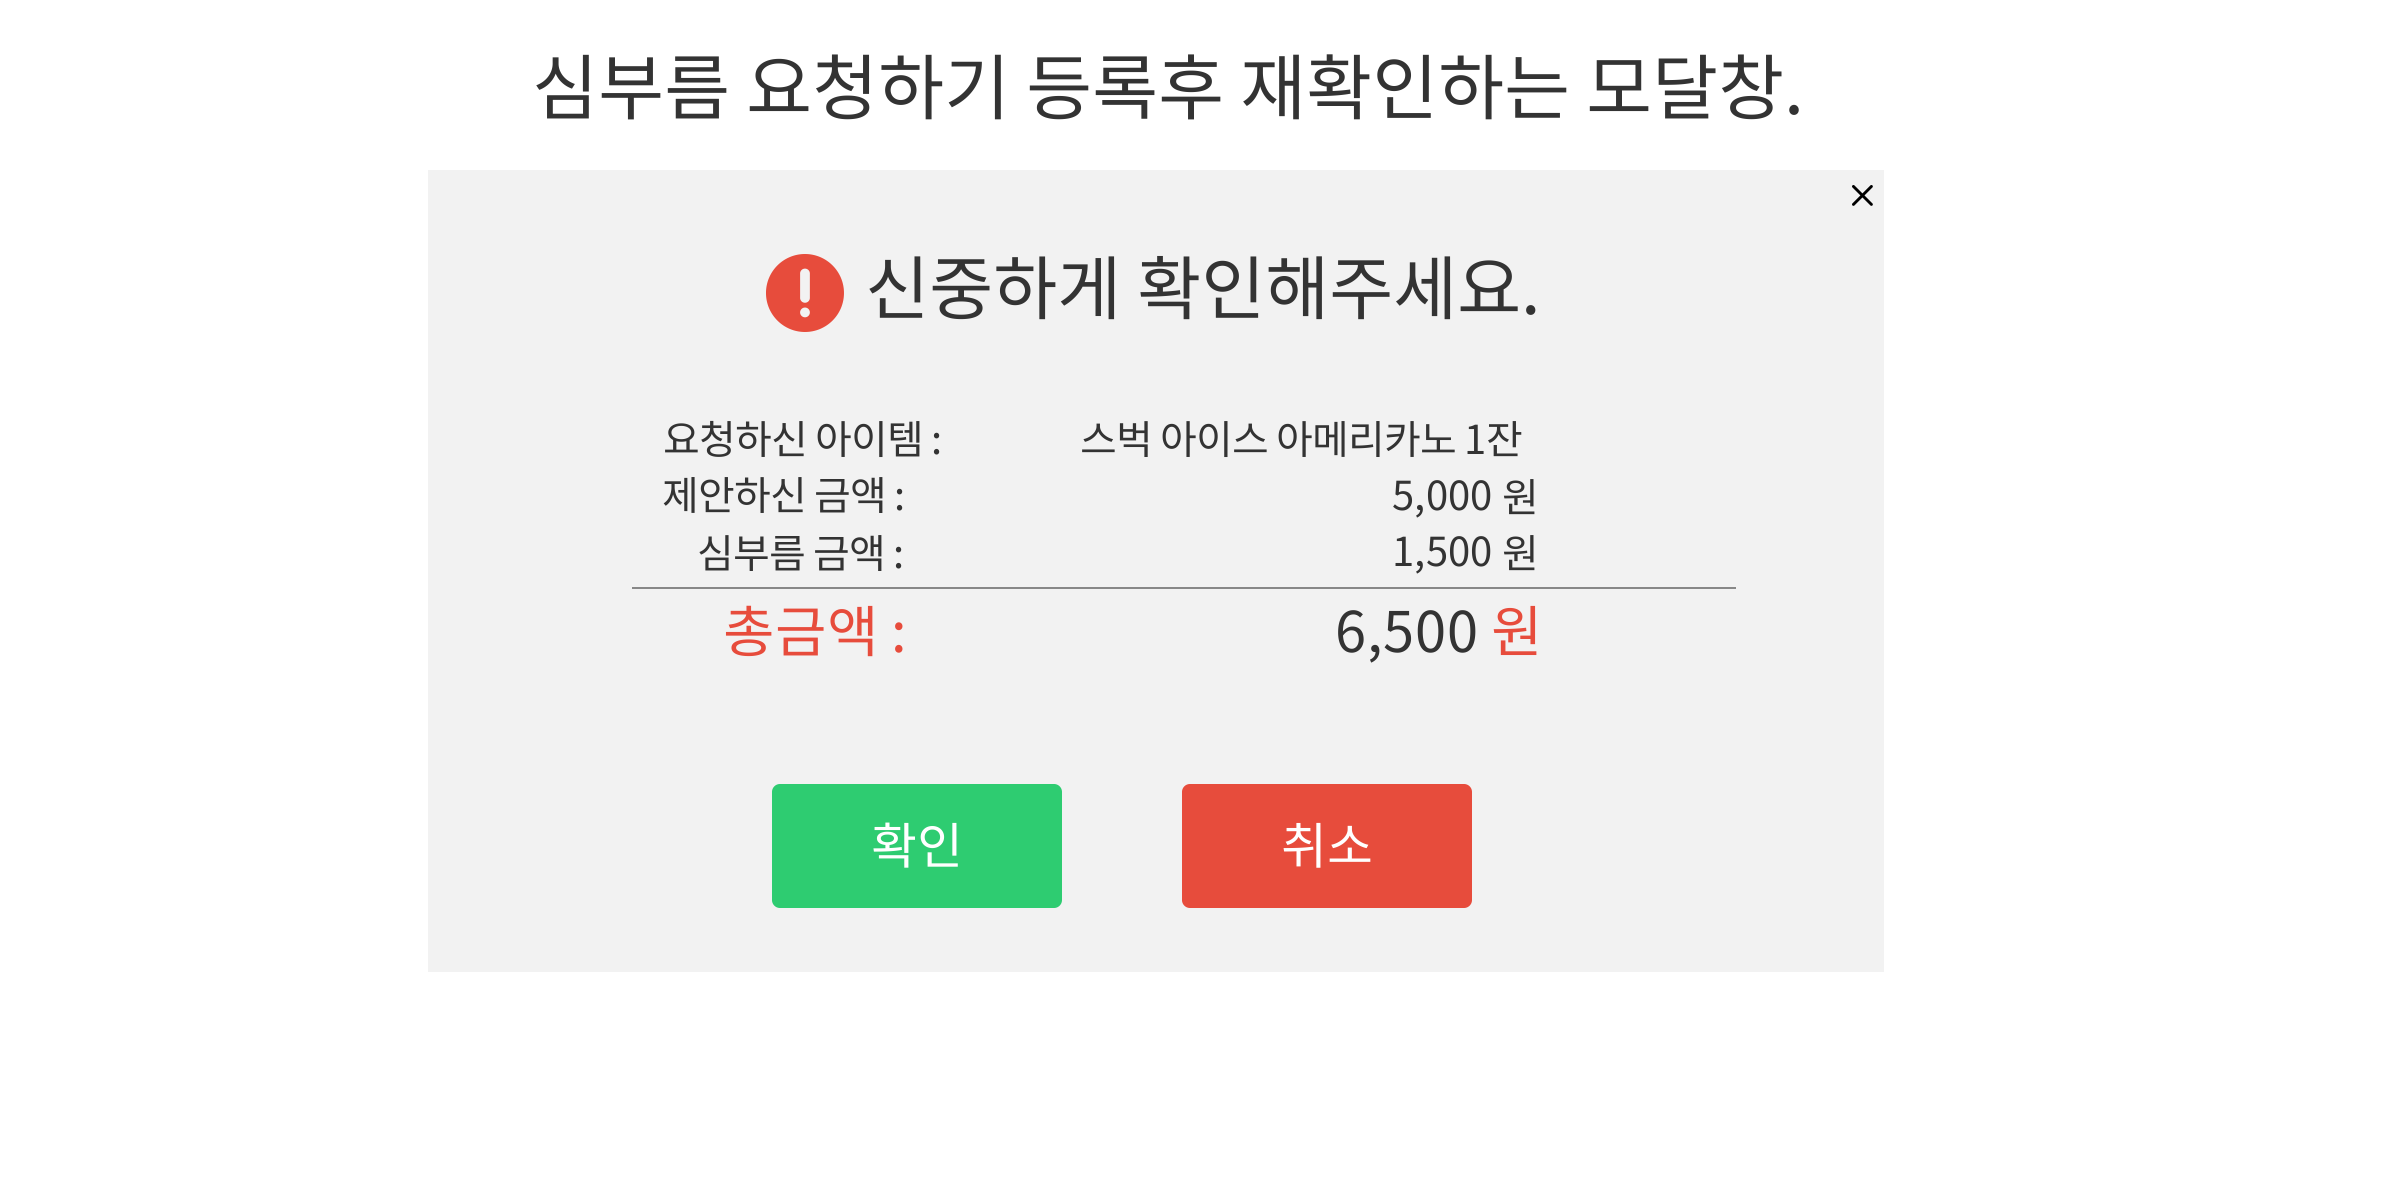 심부름 요청하기 등록후 재확인하는 모달창.
신중하게 확인해주세요.
요청하신 아이템 : 스벅 아이스 아메리카노 1잔
제안하신 금액 : 5,000 원
심부름 금액 : 1,500 원
총금액 : 6,500 원
확인 취소